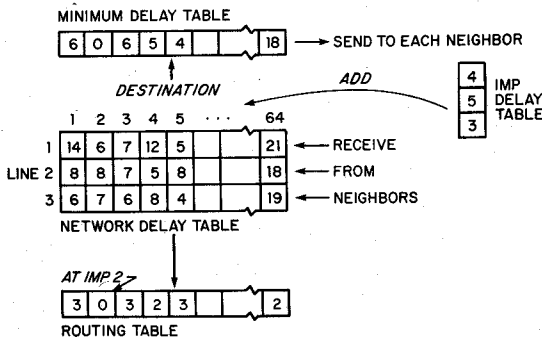 MINIMUM DELAY TABLE
6 0 6 5 4 18 SEND TO EACH NEIGHBOR
DESTINATION
ADD
4
5
3
IMP
DELAY
TABLE
1 2 3 4 5 ... 64
1 14 6 7 12 5 21 RECEIVE
LINE 2 8 8 7 5 8 18 FROM
3 6 7 6 8 4 19 NEIGHBORS
NETWORK DELAY TABLE
AT IMP 2
3 0 3 2 3 2
ROUTING TABLE